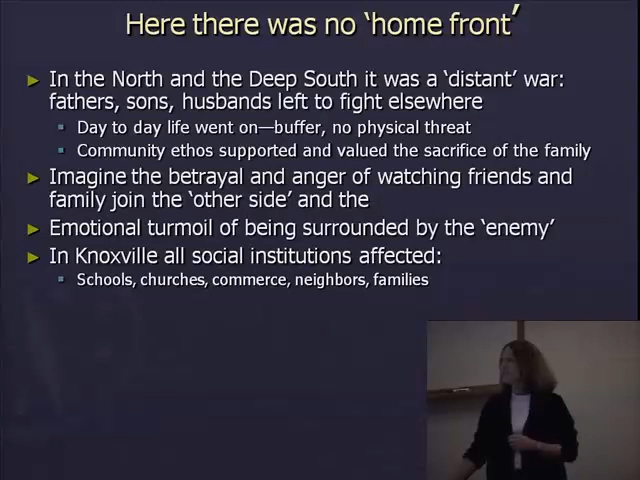 Here there was no ‘home front’
► In the North and the Deep South it was a ‘distant’ war:
fathers, sons, husbands left to fight elsewhere
▪ Day to day life went on—buffer, no physical threat
▪ Community ethos supported and valued the sacrifice of the family
► Imagine the betrayal and anger of watching friends and
family join the ‘other side’ and the
► Emotional turmoil of being surrounded by the ‘enemy’
► In Knoxville all social institutions affected:
▪ Schools, churches, commerce, neighbors, families